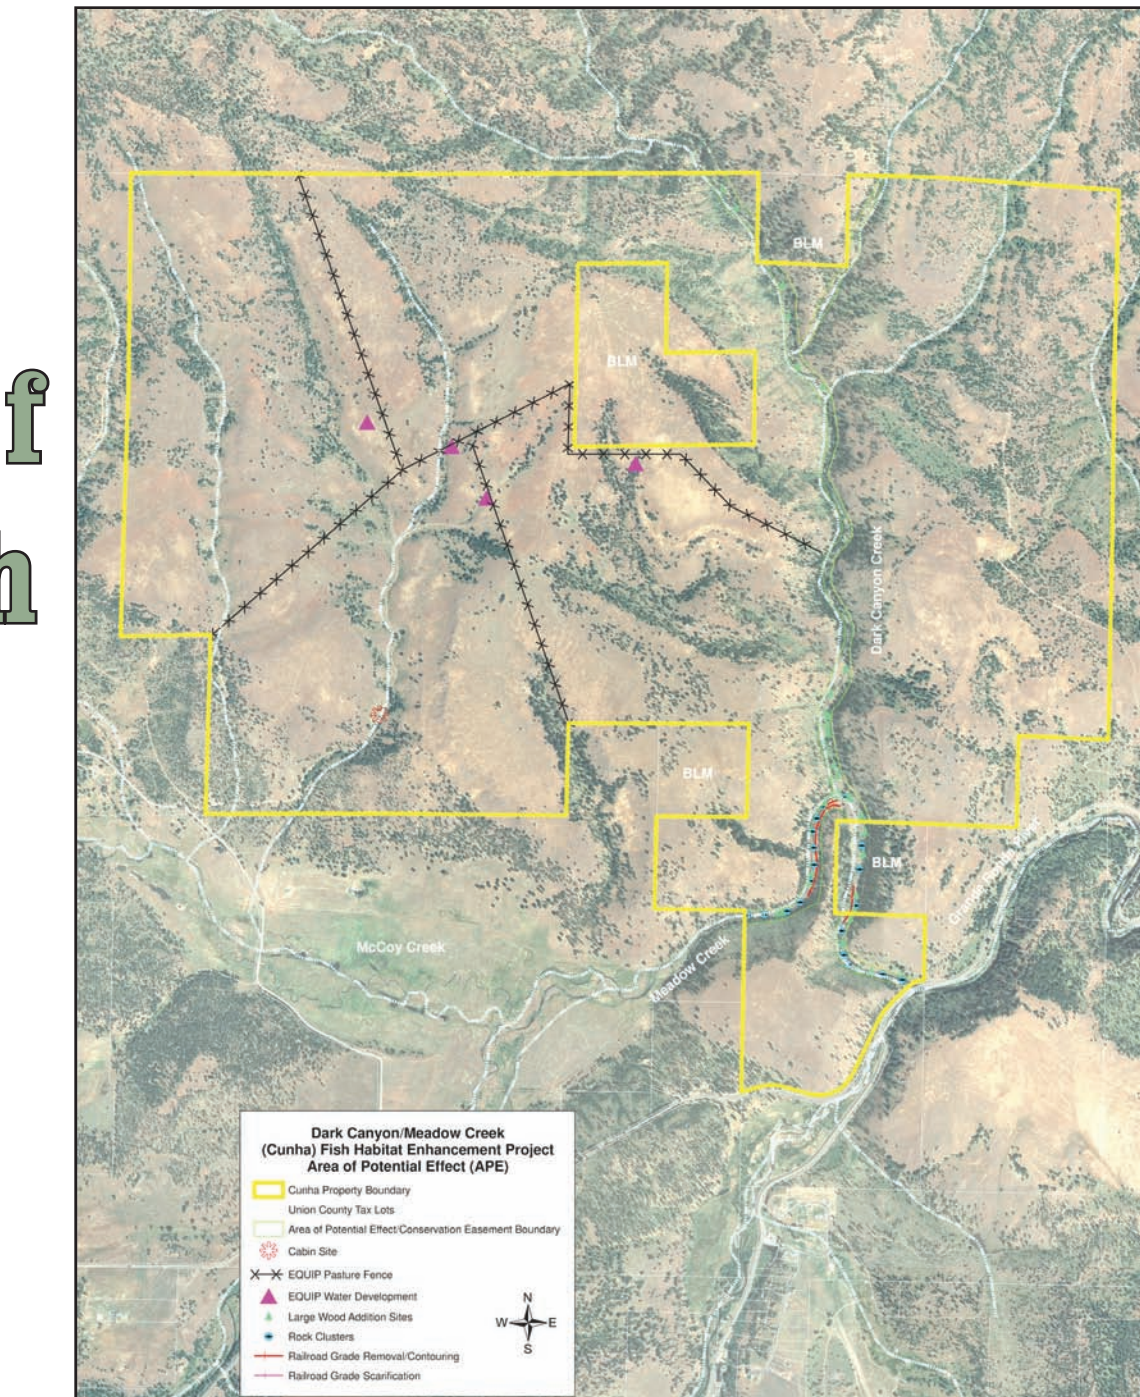 f
h
BLM
BLM
Dark Canyon Creek
BLM
BLM
Grande Ronde River
McCoy Creek
Meadow Creek
Dark Canyon/Meadow Creek
(Cunha) Fish Habitat Enhancement Project
Area of Potential Effect (APE)
Cunha Property Boundary
Union County Tax Lots
Area of Potential Effect/Conservation Easement Boundary
Cabin Site
EQUIP Pasture Fence
EQUIP Water Development
Large Wood Addition Sites
Rock Clusters
Railroad Grade Removal/Contouring
Railroad Grade Scarification
N
W E
S